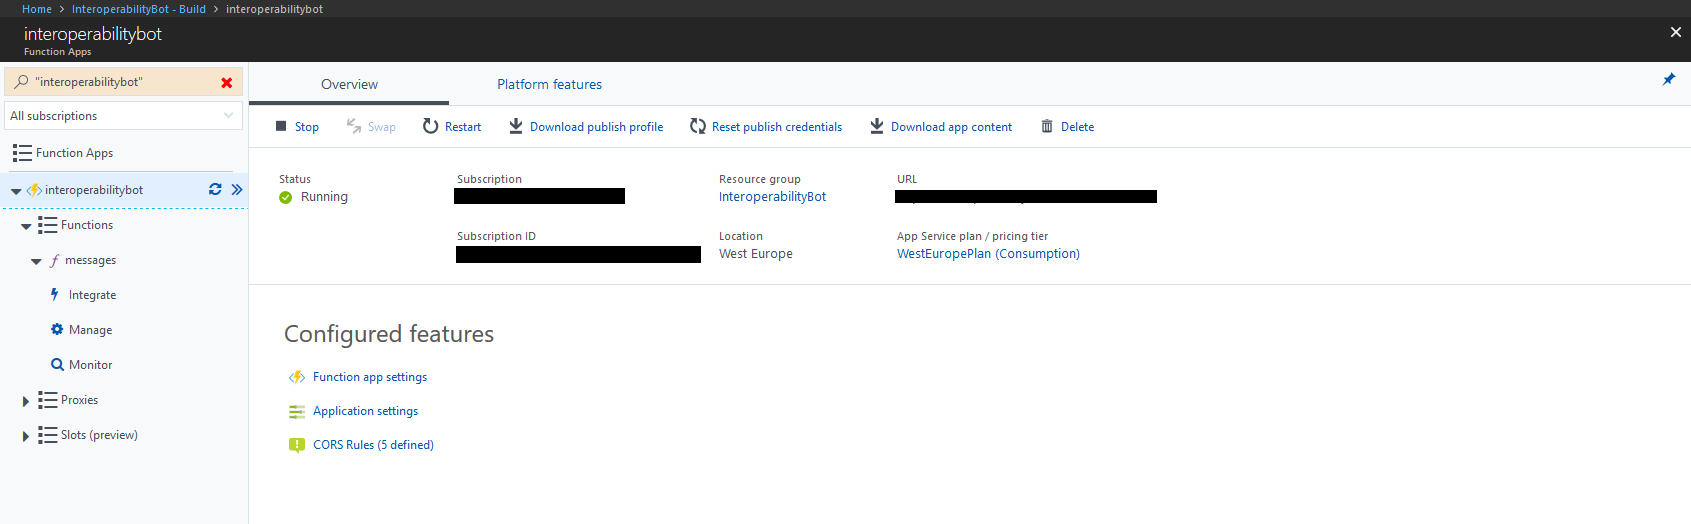 Home > InteroperabilityBot - Build > interoperabilitybot
interoperabilitybot
Function Apps
"interoperabilitybot"
All subscriptions
Function Apps
interoperabilitybot
Functions
messages
Integrate
Manage
Monitor
Proxies
Slots (preview)
Overview Platform features
Stop Swap Restart Download publish profile Reset publish credentials Download app content Delete
Status Subscription Resource group URL
Running InteroperabilityBot
Subscription ID Location App Service plan / pricing tier
West Europe WestEuropePlan (Consumption)
Configured features
Function app settings
Application settings
CORS Rules (5 defined)